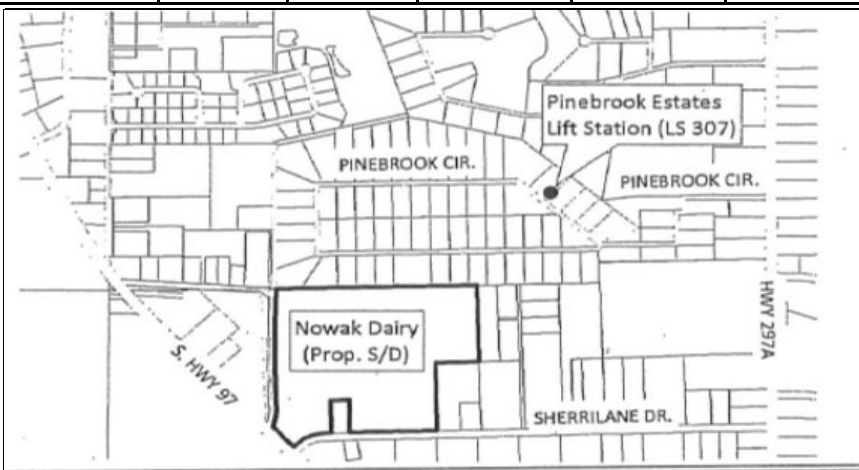 Pinebrook Estates
Lift Station (LS 307)
PINEBROOK CIR.
PINEBROOK CIR.
Nowak Dairy
(Prop. S/D)
S. HWY 97
HWY 297A
SHERRILANE DR.